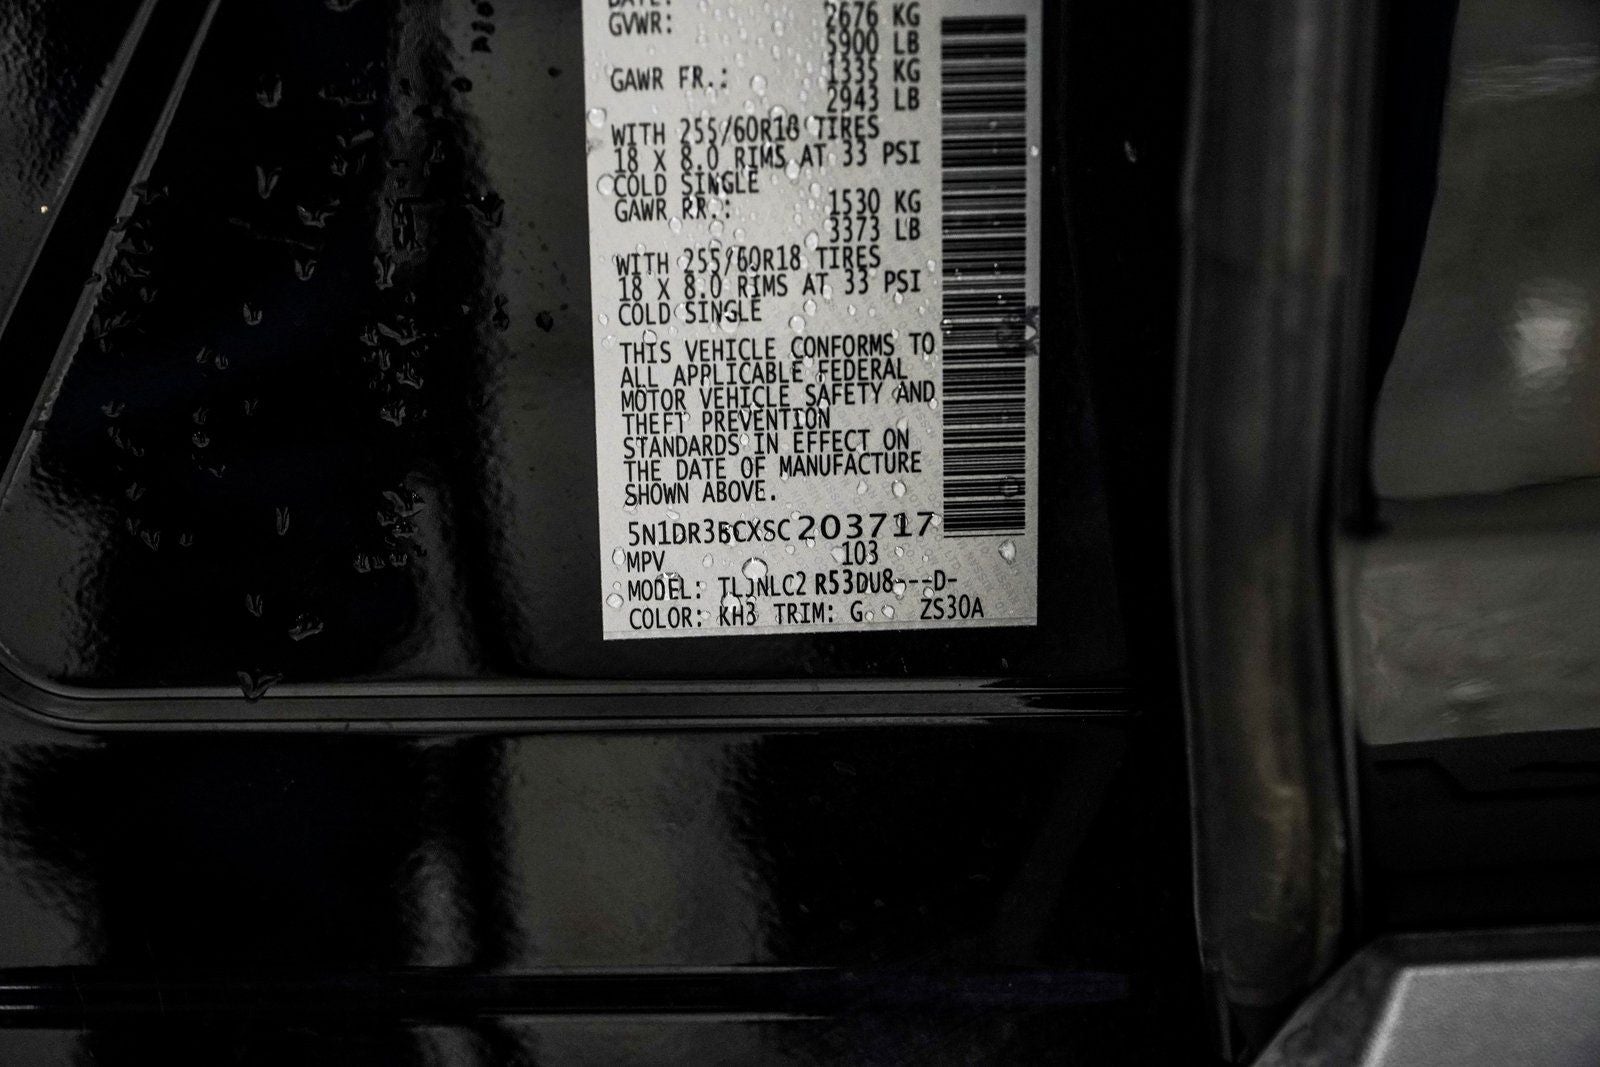 DATE:
GVWR: 2676 KG
5900 LB
GAWR FR.: 1335 KG
2943 LB
WITH 255/60R18 TIRES
18 X 8.0 RIMS AT 33 PSI
COLD SINGLE
GAWR RR.: 1530 KG
3373 LB
WITH 255/60R18 TIRES
18 X 8.0 RIMS AT 33 PSI
COLD SINGLE
THIS VEHICLE CONFORMS TO
ALL APPLICABLE FEDERAL
MOTOR VEHICLE SAFETY AND
THEFT PREVENTION
STANDARDS IN EFFECT ON
THE DATE OF MANUFACTURE
SHOWN ABOVE.
5N1DR3BCXSC203717
MPV 103
MODEL: TLJNLC2 R53DU8---D-
COLOR: KH3 TRIM: G ZS30A